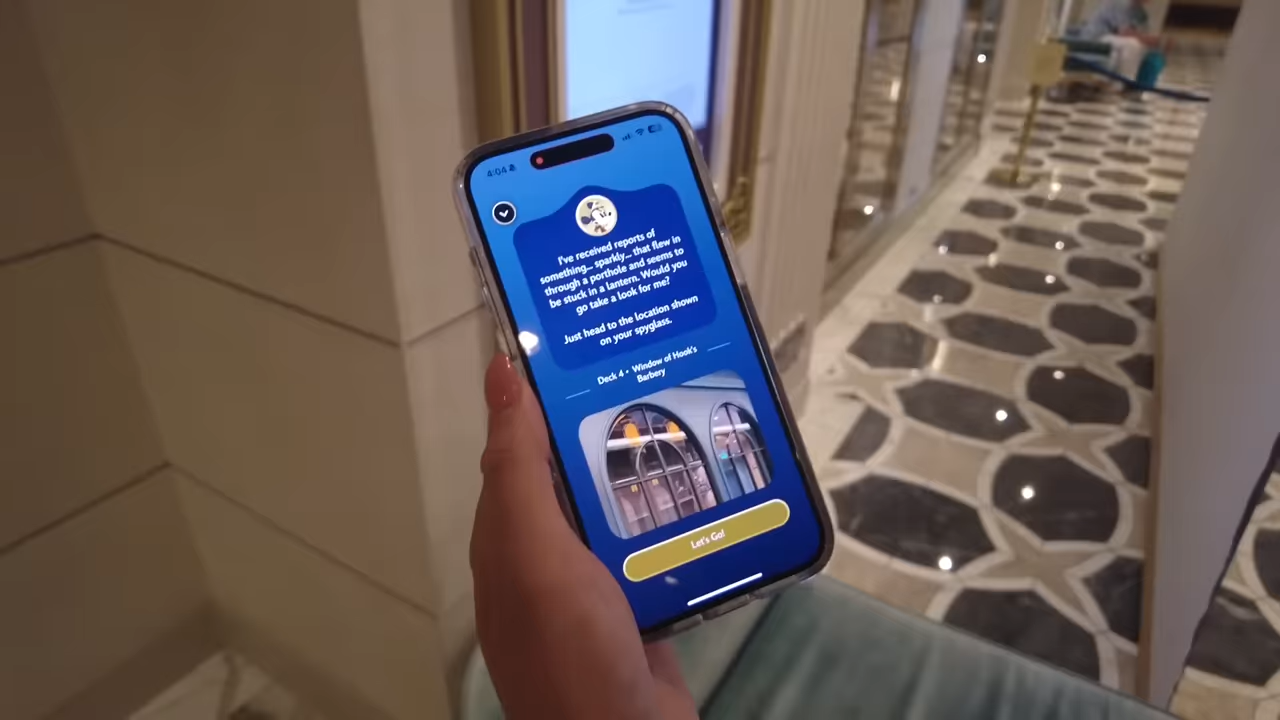 4:04
I've received reports of
something... sparkly... that flew in
through a porthole and seems to
be stuck in a lantern. Would you
go take a look for me?
Just head to the location shown
on your spyglass.
Deck 4 • Window of Hook's
Barbery
Let's Go!